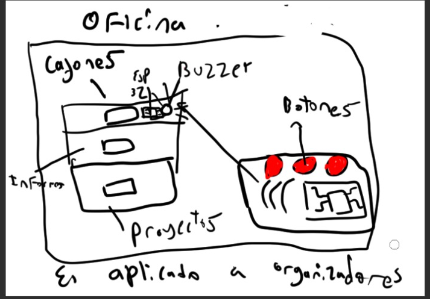 Oficina
Cajones
ESP
32
Buzzer
Botones
Proyectos
Es aplicado a organizadores